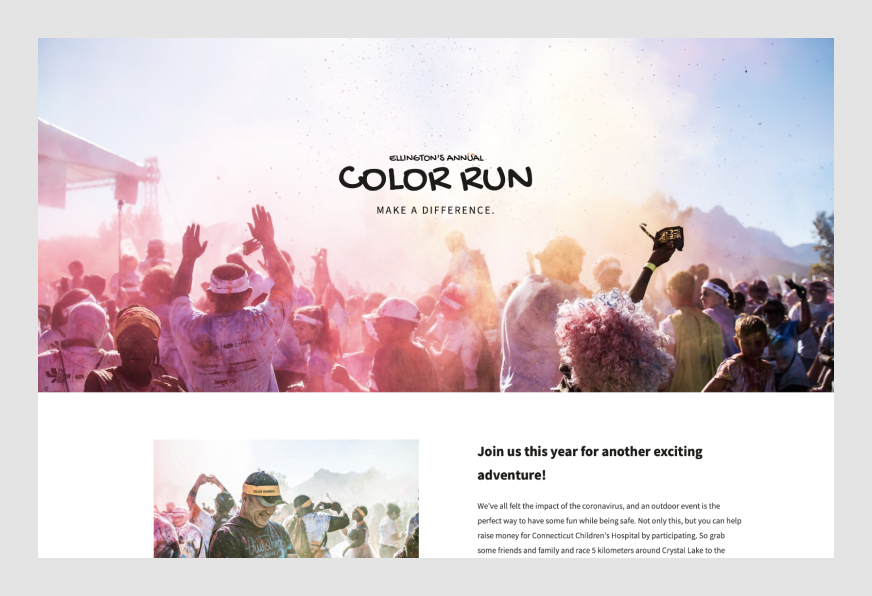 ELLINGTON'S ANNUAL
COLOR RUN
MAKE A DIFFERENCE.
COLOR RUNNER
Join us this year for another exciting
adventure!
We've all felt the impact of the coronavirus, and an outdoor event is the
perfect way to have some fun while being safe. Not only this, but you can help
raise money for Connecticut Children's Hospital by participating. So grab
some friends and family and race 5 kilometers around Crystal Lake to the